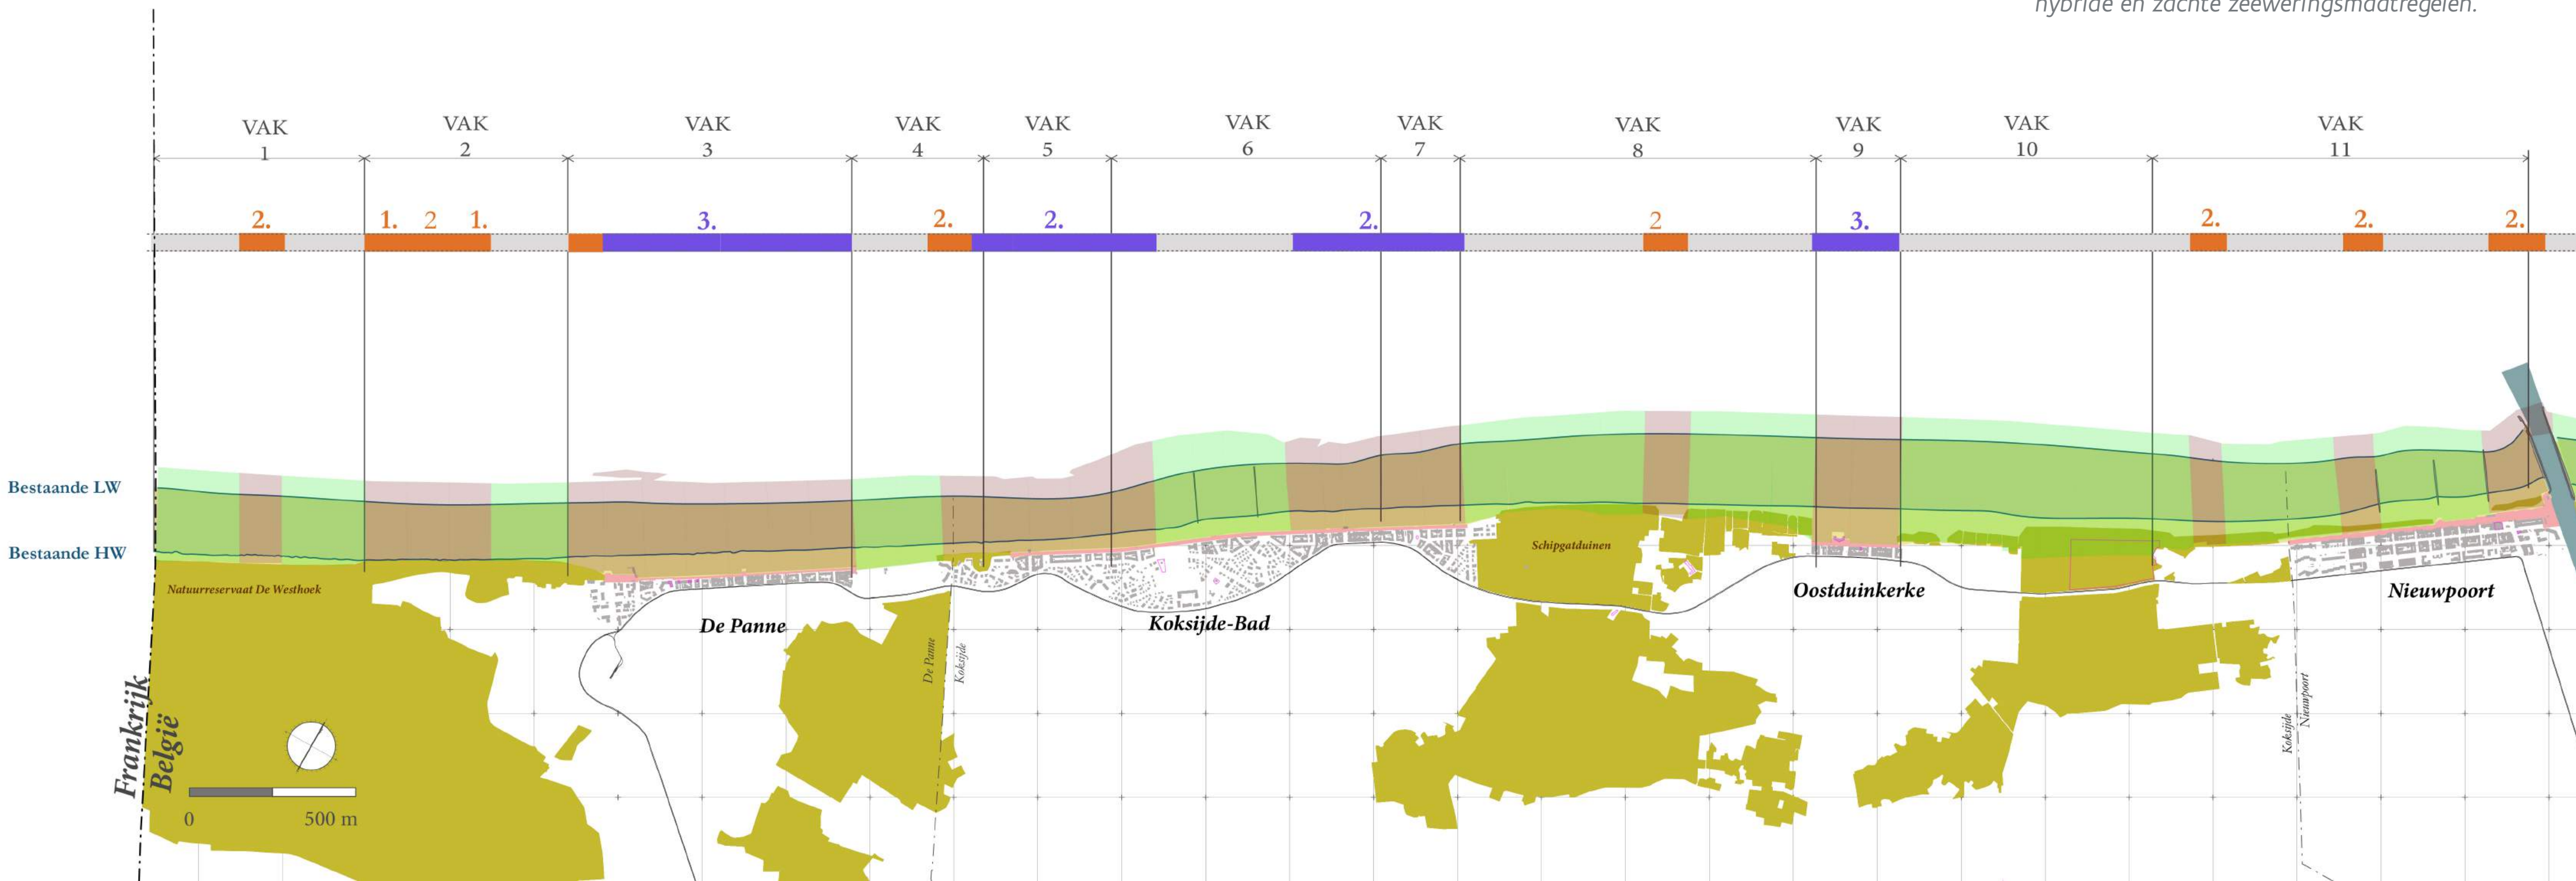 hybride en zachte zeeweringsmaatregelen.
VAK VAK VAK VAK VAK VAK VAK VAK VAK VAK VAK
1 2 3 4 5 6 7 8 9 10 11
2. 1. 2 1. 3. 2. 2. 2. 2 3. 2. 2. 2.
Bestaande LW
Bestaande HW
Natuurreservaat De Westhoek
Schipgatduinen
De Panne
Koksijde-Bad
Oostduinkerke
Nieuwpoort
De Panne
Koksijde
Koksijde
Nieuwpoort
Frankrijk
België
0 500 m